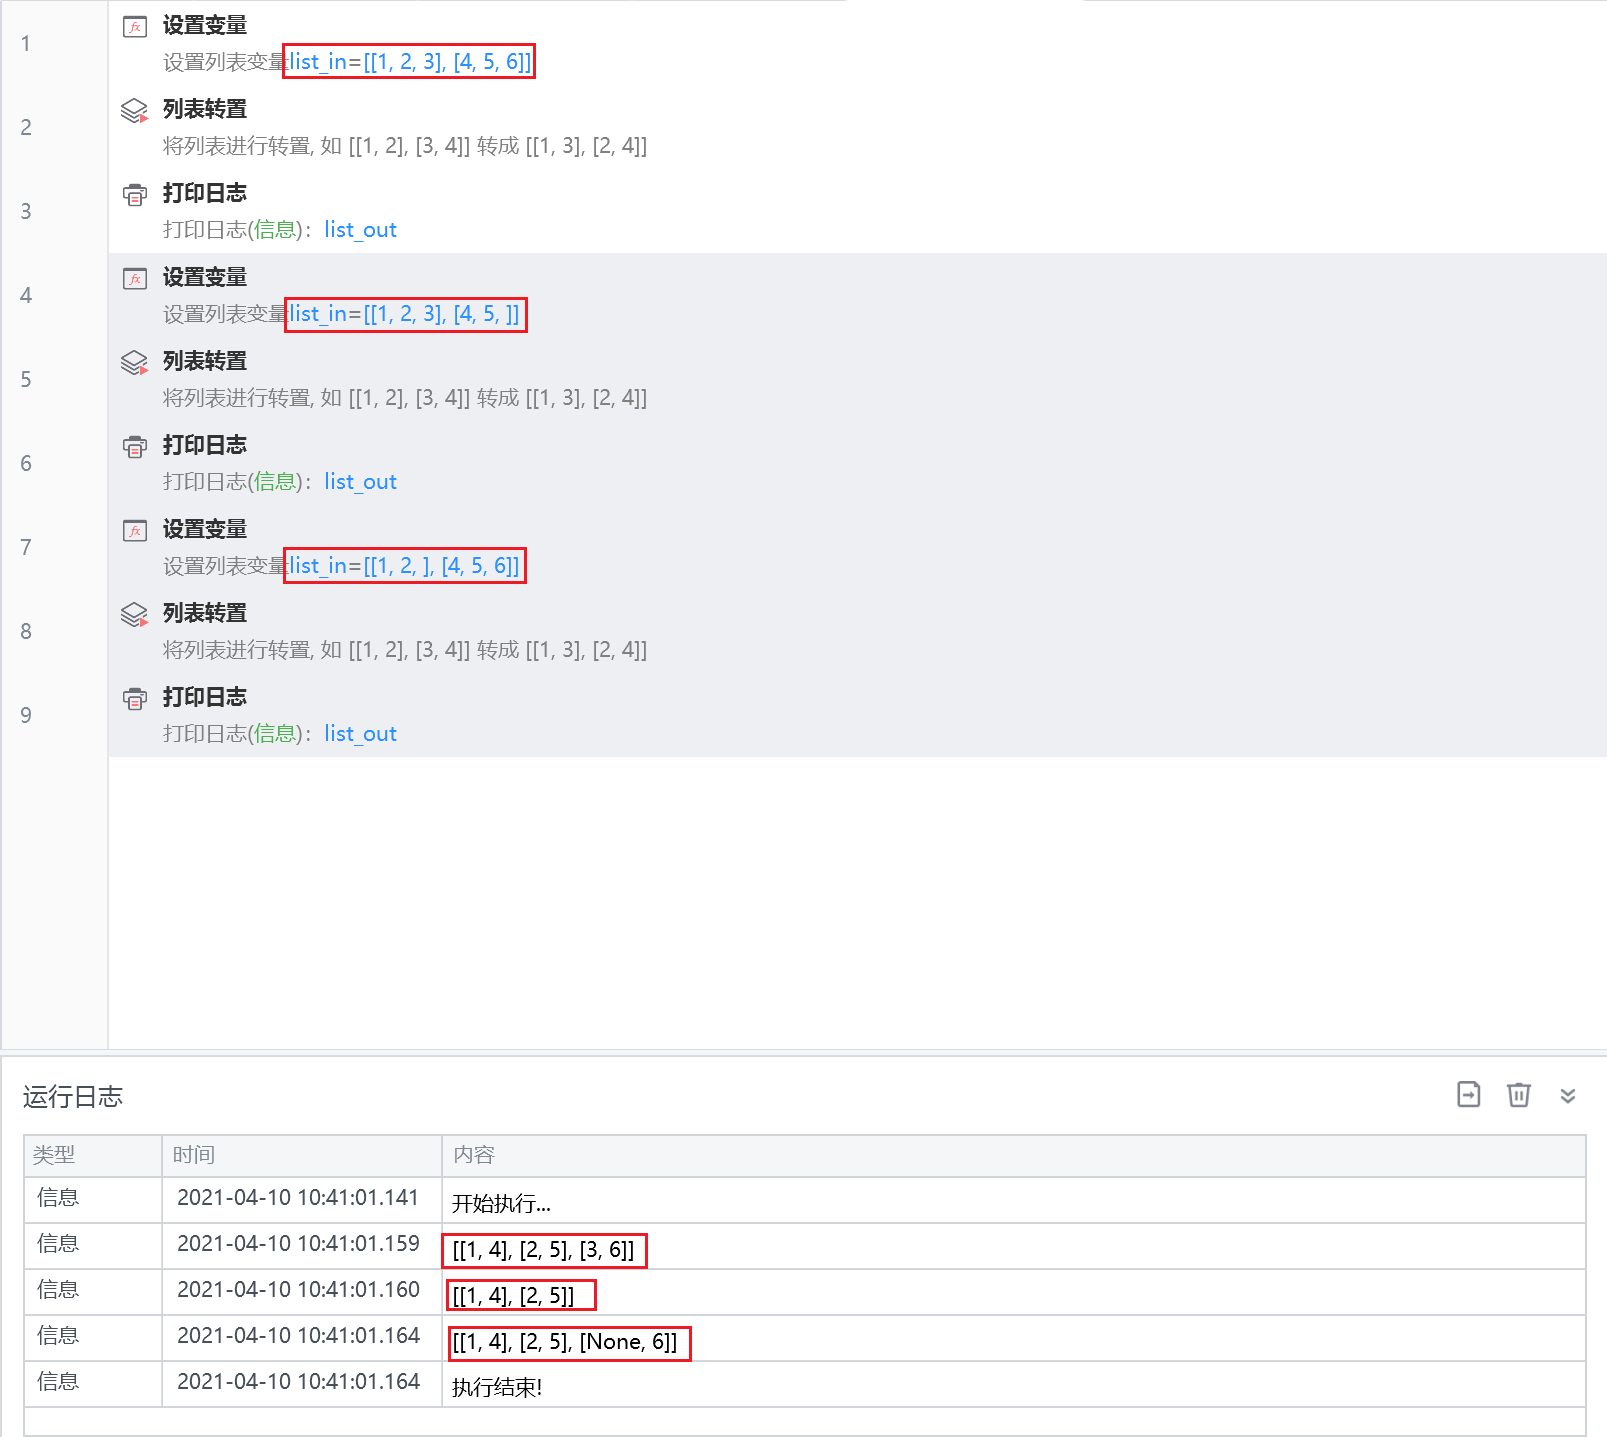 1
设置变量
设置列表变量list_in=[[1, 2, 3], [4, 5, 6]]
2
列表转置
将列表进行转置, 如 [[1, 2], [3, 4]] 转成 [[1, 3], [2, 4]]
3
打印日志
打印日志(信息)： list_out
4
设置变量
设置列表变量list_in=[[1, 2, 3], [4, 5, ]]
5
列表转置
将列表进行转置, 如 [[1, 2], [3, 4]] 转成 [[1, 3], [2, 4]]
6
打印日志
打印日志(信息)： list_out
7
设置变量
设置列表变量list_in=[[1, 2, ], [4, 5, 6]]
8
列表转置
将列表进行转置, 如 [[1, 2], [3, 4]] 转成 [[1, 3], [2, 4]]
9
打印日志
打印日志(信息)： list_out
运行日志
类型 时间 内容
信息 2021-04-10 10:41:01.141 开始执行...
信息 2021-04-10 10:41:01.159 [[1, 4], [2, 5], [3, 6]]
信息 2021-04-10 10:41:01.160 [[1, 4], [2, 5]]
信息 2021-04-10 10:41:01.164 [[1, 4], [2, 5], [None, 6]]
信息 2021-04-10 10:41:01.164 执行结束!